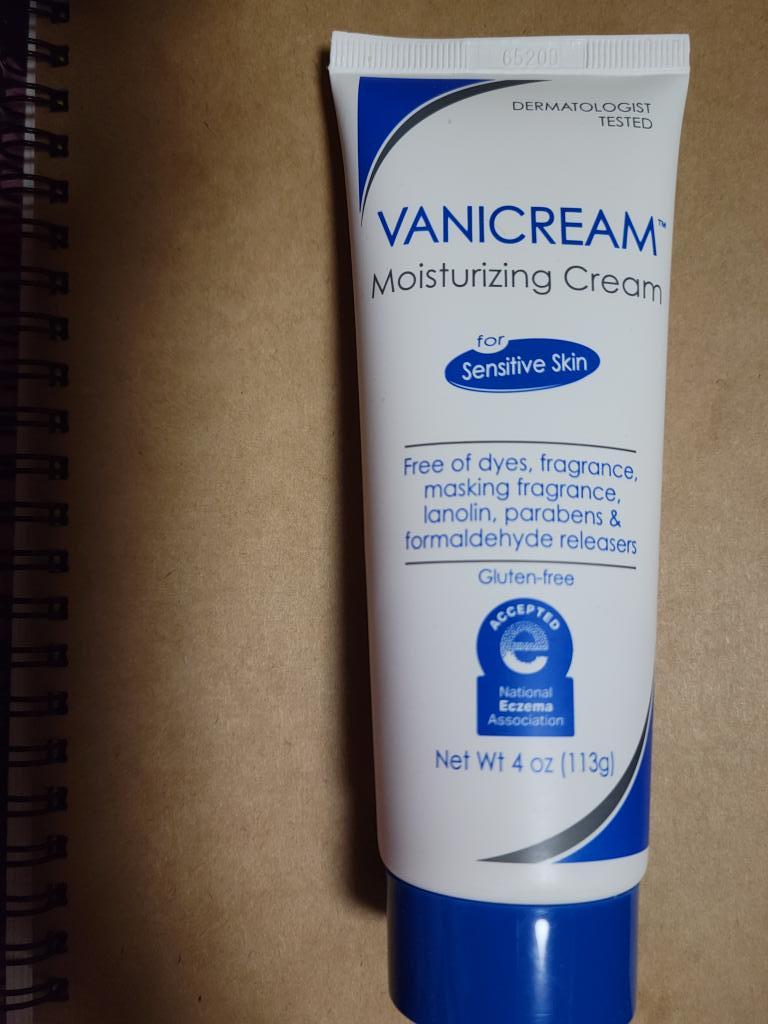 65209
DERMATOLOGIST
TESTED
VANICREAM™
Moisturizing Cream
for
Sensitive Skin
Free of dyes, fragrance,
masking fragrance,
lanolin, parabens &
formaldehyde releasers
Gluten-free
ACCEPTED
e
National
Eczema
Association
Net Wt 4 oz (113g)